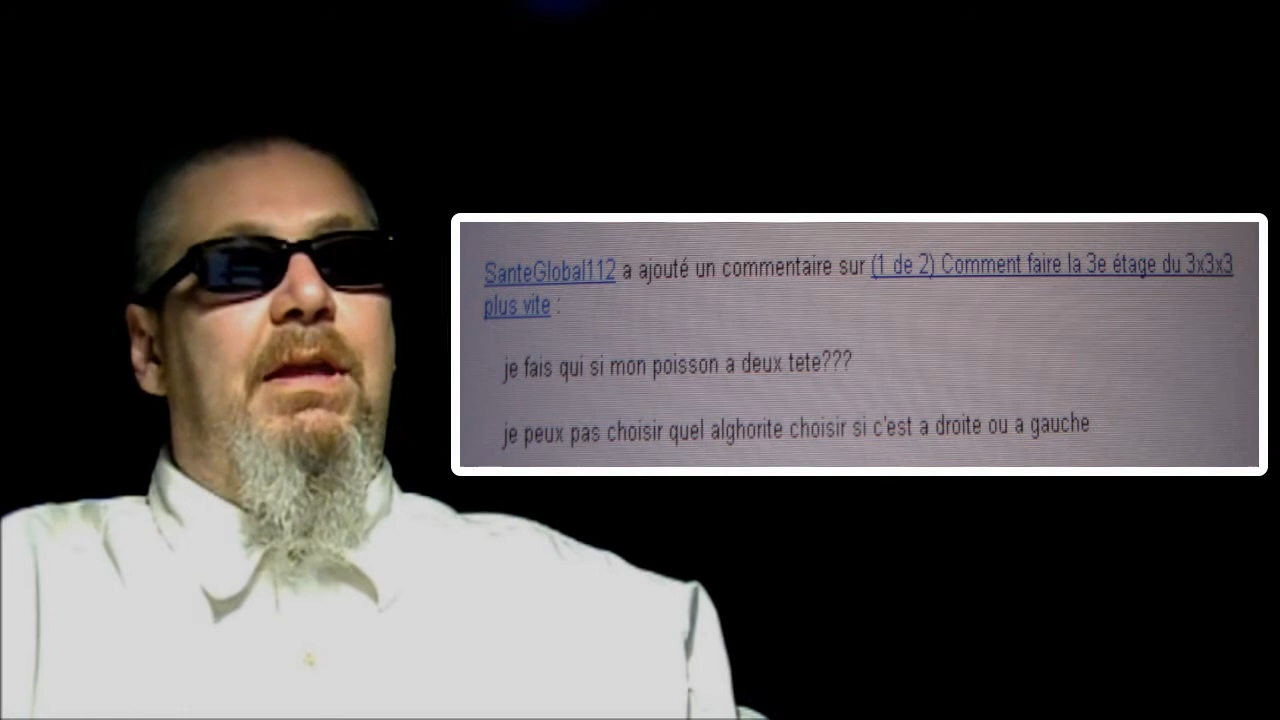 SanteGlobal112 a ajouté un commentaire sur (1 de 2) Comment faire la 3e étage du 3x3x3
plus vite :
je fais qui si mon poisson a deux tete???
je peux pas choisir quel alghorite choisir si c'est a droite ou a gauche